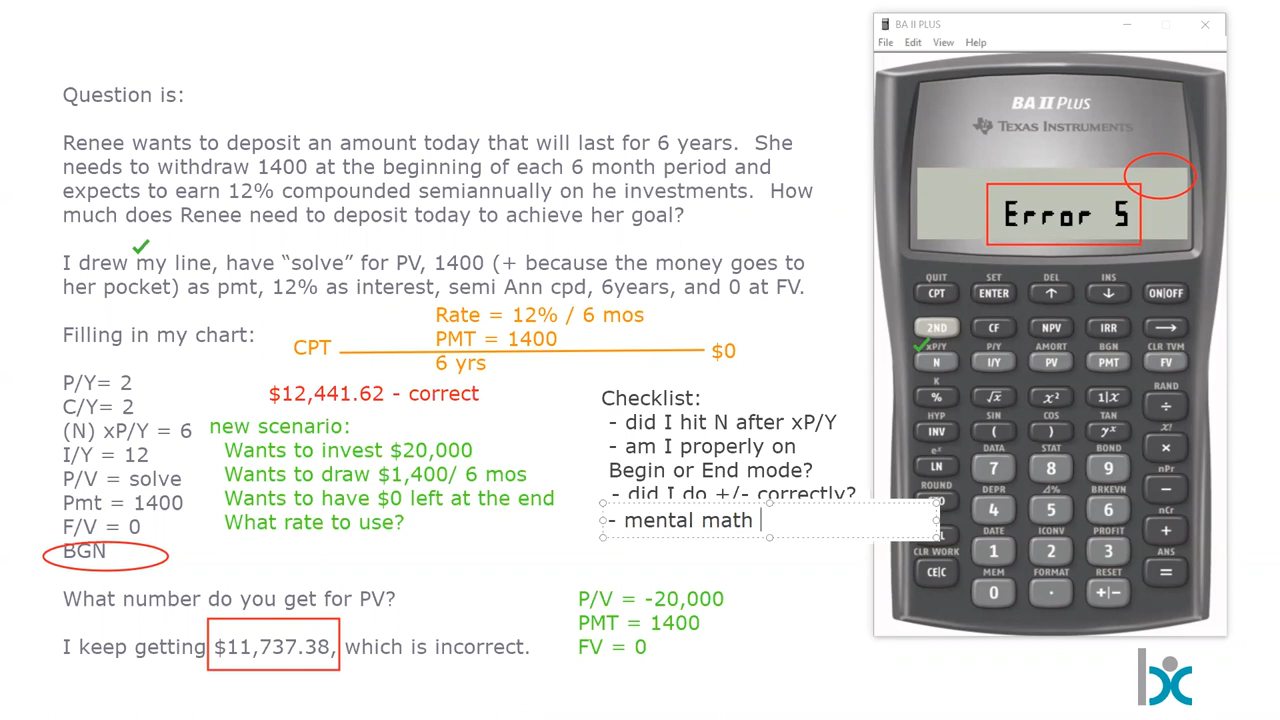 Question is:
Renee wants to deposit an amount today that will last for 6 years. She
needs to withdraw 1400 at the beginning of each 6 month period and
expects to earn 12% compounded semiannually on he investments. How
much does Renee need to deposit today to achieve her goal?
I drew my line, have “solve” for PV, 1400 (+ because the money goes to
her pocket) as pmt, 12% as interest, semi Ann cpd, 6years, and 0 at FV.
Filling in my chart:
Rate = 12% / 6 mos
PMT = 1400
CPT
$0
6 yrs
P/Y= 2
C/Y= 2
(N) xP/Y = 6
I/Y = 12
P/V = solve
Pmt = 1400
F/V = 0
BGN
$12,441.62 - correct
new scenario:
Wants to invest $20,000
Wants to draw $1,400/ 6 mos
Wants to have $0 left at the end
What rate to use?
Checklist:
- did I hit N after xP/Y
- am I properly on
Begin or End mode?
- did I do +/- correctly?
- mental math
What number do you get for PV?
I keep getting $11,737.38, which is incorrect.
P/V = -20,000
PMT = 1400
FV = 0
BA II PLUS
File Edit View Help
BA II PLUS
TEXAS INSTRUMENTS
Error 5
QUIT SET DEL INS
CPT ENTER ↑ ↓ ON|OFF
2ND CF NPV IRR →
xP/Y P/Y AMORT BGN CLR TVM
N I/Y PV PMT FV
K RAND
% √x x² 1|x ÷
HYP SIN COS TAN x!
INV ( ) yˣ ×
eˣ DATA STAT BOND nPr
LN 7 8 9 −
ROUND DEPR Δ% BRKEVN nCr
4 5 6 +
DATE ICONV PROFIT ANS
1 2 3 =
CLR WORK MEM FORMAT RESET
CE|C 0 . +|−